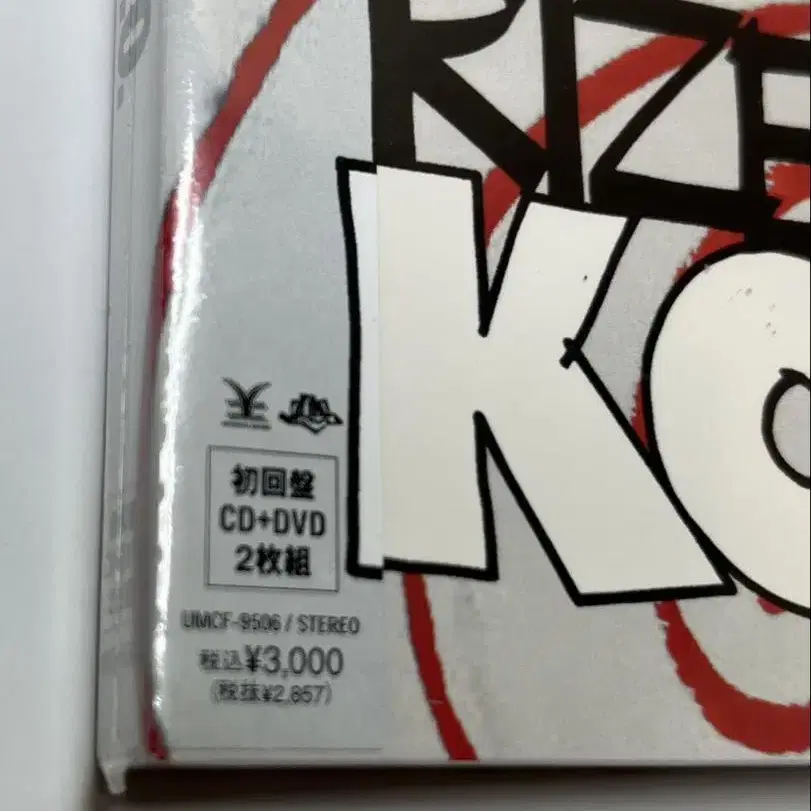 RIZE
KO
初回盤
CD+DVD
2枚組
UMCF-9506 / STEREO
税込¥3,000
(税抜¥2,857)